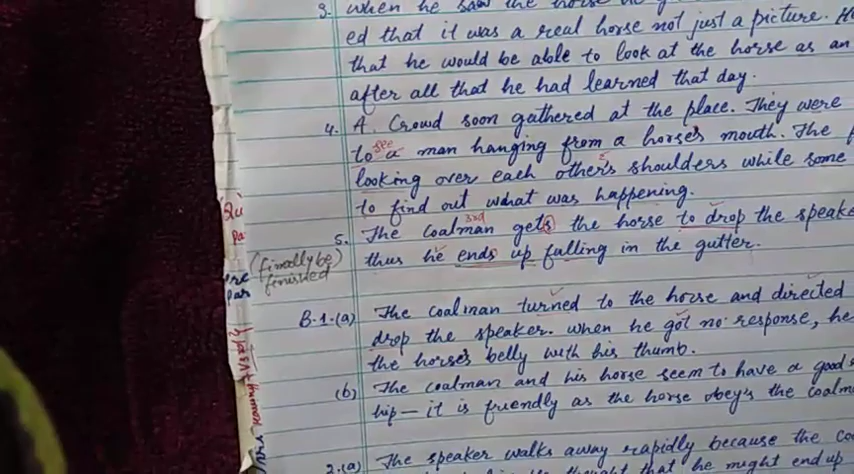 3. when he saw the horse he
ed that it was a real horse not just a picture.
that he would be able to look at the horse as an
after all that he had learned that day.
4. A. Crowd soon gathered at the place. They were
to see a man hanging from a horse's mouth. The
looking over each other's shoulders while some
to find out what was happening.
3rd
5. The coalman gets the horse to drop the speake
thus he ends up falling in the gutter.
(finally be
finished)
B.1.(a) The coalman turned to the horse and directed
drop the speaker. when he got no response, he
the horse's belly with his thumb.
(b) The coalman and his horse seem to have a good
hip — it is friendly as the horse obey's the coalm
2.(a) The speaker walks away rapidly because the co
thought that he might end up